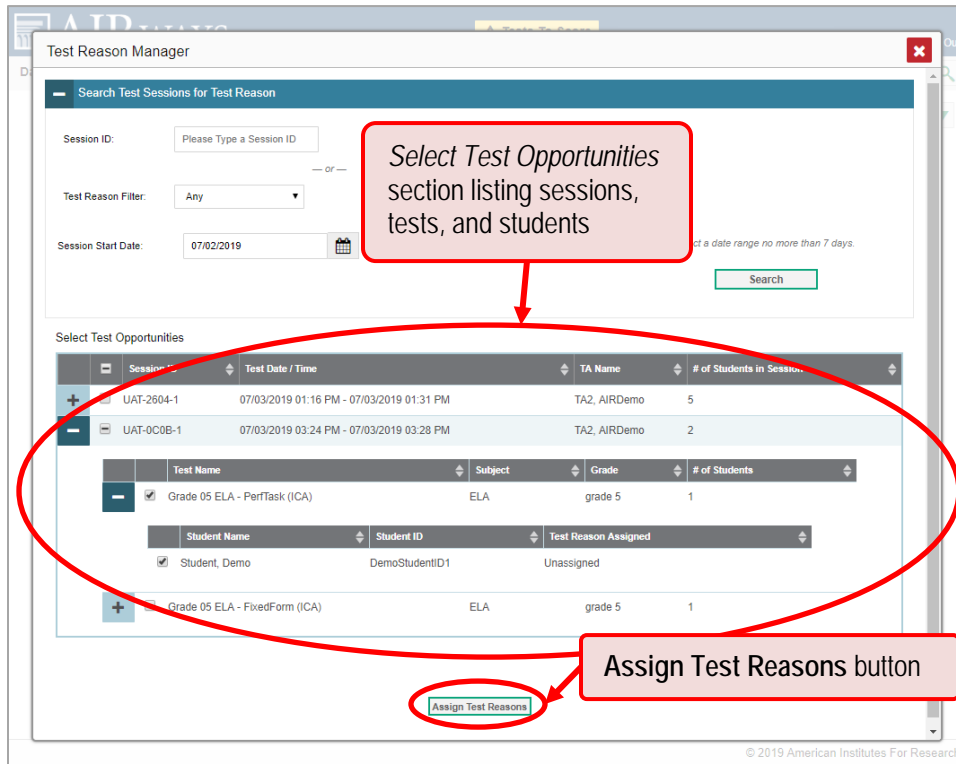 AIRWAYS
Tests To Score
Test Reason Manager
Search Test Sessions for Test Reason
Session ID: Please Type a Session ID
— or —
Test Reason Filter: Any
Session Start Date: 07/02/2019
ct a date range no more than 7 days.
Search
Select Test Opportunities
section listing sessions,
tests, and students
Select Test Opportunities
Session Test Date / Time TA Name # of Students in Session
UAT-2604-1 07/03/2019 01:16 PM - 07/03/2019 01:31 PM TA2, AIRDemo 5
UAT-0C0B-1 07/03/2019 03:24 PM - 07/03/2019 03:28 PM TA2, AIRDemo 2
Test Name Subject Grade # of Students
Grade 05 ELA - PerfTask (ICA) ELA grade 5 1
Student Name Student ID Test Reason Assigned
Student, Demo DemoStudentID1 Unassigned
Grade 05 ELA - FixedForm (ICA) ELA grade 5 1
Assign Test Reasons button
Assign Test Reasons
© 2019 American Institutes For Research